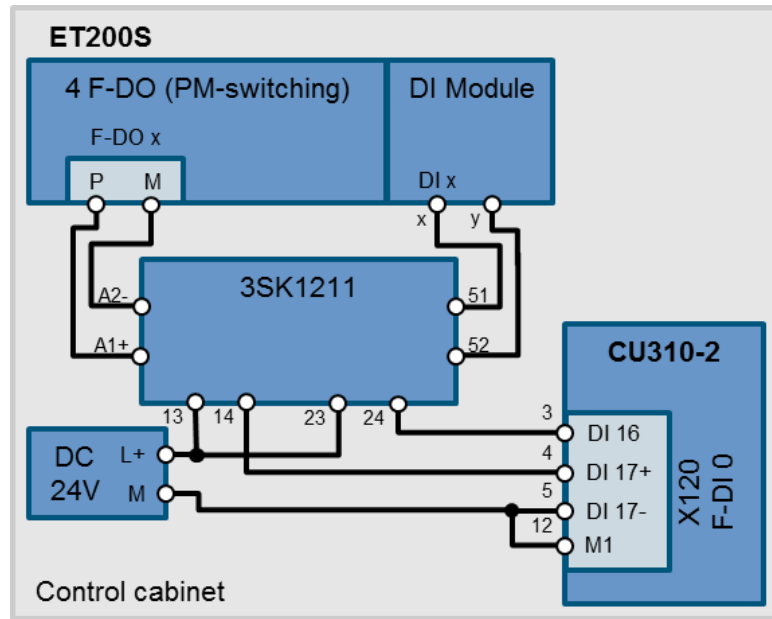 ET200S
4 F-DO (PM-switching)
DI Module
F-DO x
P
M
DI x
x
y
3SK1211
A2-
A1+
51
52
13
14
23
24
DC
24V
L+
M
CU310-2
3
DI 16
4
DI 17+
5
DI 17-
12
M1
X120
F-DI 0
Control cabinet